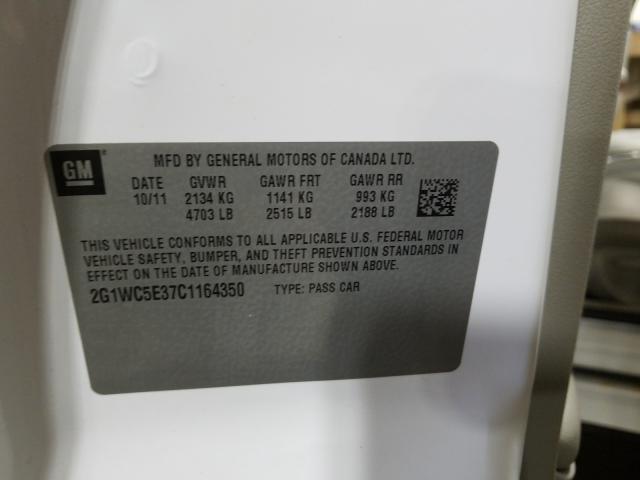 GM
MFD BY GENERAL MOTORS OF CANADA LTD.
DATE GVWR GAWR FRT GAWR RR
10/11 2134 KG 1141 KG 993 KG
4703 LB 2515 LB 2188 LB
THIS VEHICLE CONFORMS TO ALL APPLICABLE U.S. FEDERAL MOTOR
VEHICLE SAFETY, BUMPER, AND THEFT PREVENTION STANDARDS IN
EFFECT ON THE DATE OF MANUFACTURE SHOWN ABOVE.
2G1WC5E37C1164350 TYPE: PASS CAR